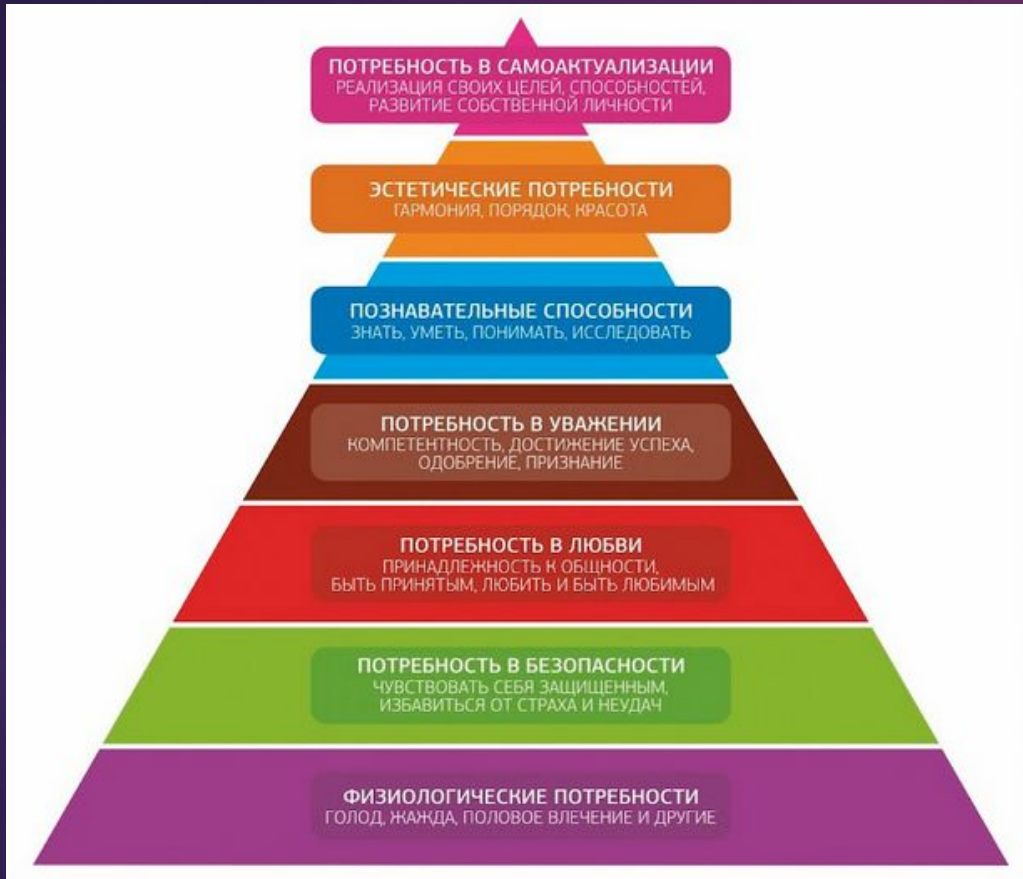 ПОТРЕБНОСТЬ В САМОАКТУАЛИЗАЦИИ
РЕАЛИЗАЦИЯ СВОИХ ЦЕЛЕЙ, СПОСОБНОСТЕЙ,
РАЗВИТИЕ СОБСТВЕННОЙ ЛИЧНОСТИ
ЭСТЕТИЧЕСКИЕ ПОТРЕБНОСТИ
ГАРМОНИЯ, ПОРЯДОК, КРАСОТА
ПОЗНАВАТЕЛЬНЫЕ СПОСОБНОСТИ
ЗНАТЬ, УМЕТЬ, ПОНИМАТЬ, ИССЛЕДОВАТЬ
ПОТРЕБНОСТЬ В УВАЖЕНИИ
КОМПЕТЕНТНОСТЬ, ДОСТИЖЕНИЕ УСПЕХА,
ОДОБРЕНИЕ, ПРИЗНАНИЕ
ПОТРЕБНОСТЬ В ЛЮБВИ
ПРИНАДЛЕЖНОСТЬ К ОБЩНОСТИ,
БЫТЬ ПРИНЯТЫМ, ЛЮБИТЬ И БЫТЬ ЛЮБИМЫМ
ПОТРЕБНОСТЬ В БЕЗОПАСНОСТИ
ЧУВСТВОВАТЬ СЕБЯ ЗАЩИЩЕННЫМ,
ИЗБАВИТЬСЯ ОТ СТРАХА И НЕУДАЧ
ФИЗИОЛОГИЧЕСКИЕ ПОТРЕБНОСТИ
ГОЛОД, ЖАЖДА, ПОЛОВОЕ ВЛЕЧЕНИЕ И ДРУГИЕ